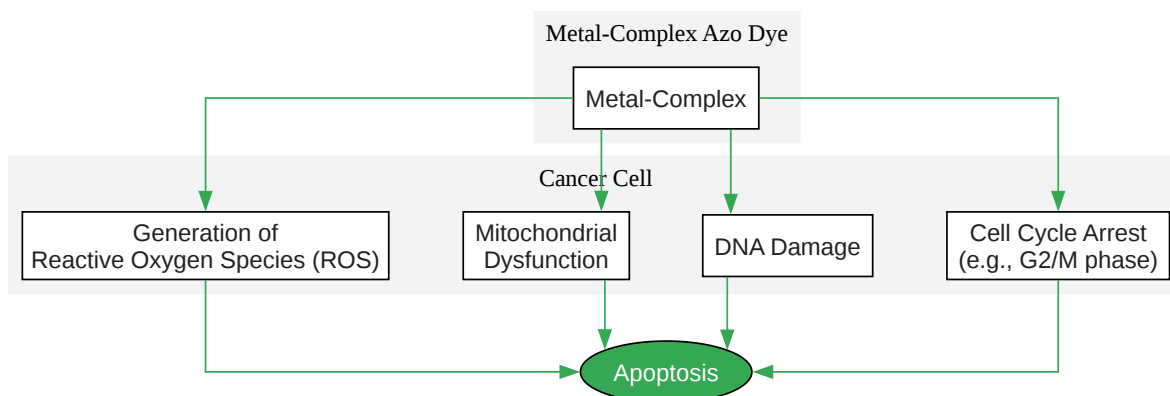 Metal-Complex Azo Dye
Metal-Complex
Cancer Cell
Generation of
Reactive Oxygen Species (ROS)
Mitochondrial
Dysfunction
DNA Damage
Cell Cycle Arrest
(e.g., G2/M phase)
Apoptosis